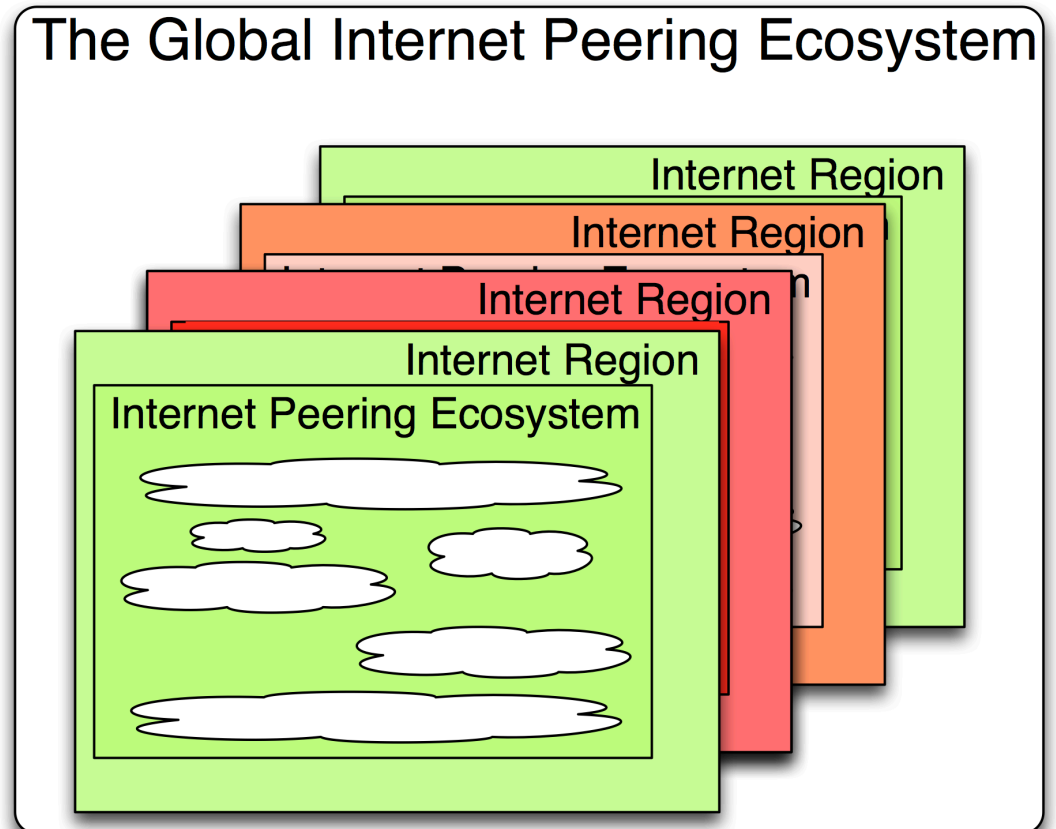 The Global Internet Peering Ecosystem
Internet Region
Internet Region
Internet Region
Internet Region
Internet Peering Ecosystem